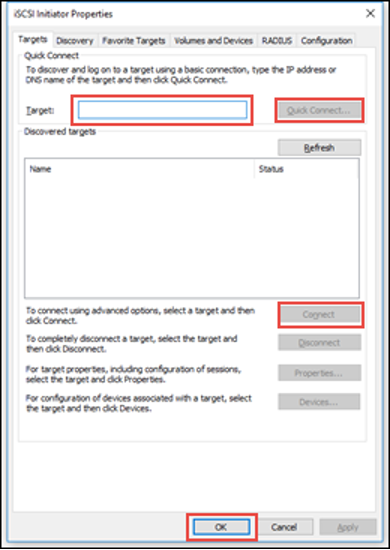 iSCSI Initiator Properties
Targets Discovery Favorite Targets Volumes and Devices RADIUS Configuration
Quick Connect
To discover and log on to a target using a basic connection, type the IP address or
DNS name of the target and then click Quick Connect.
Target: Quick Connect...
Discovered targets
Refresh
Name Status
To connect using advanced options, select a target and then
click Connect.
Connect
To completely disconnect a target, select the target and
then click Disconnect.
Disconnect
For target properties, including configuration of sessions,
select the target and click Properties.
Properties...
For configuration of devices associated with a target, select
the target and then click Devices.
Devices...
OK Cancel Apply